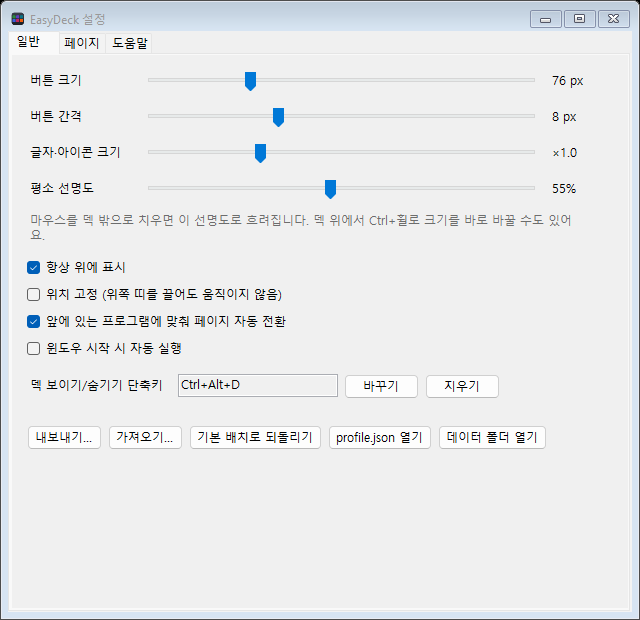 EasyDeck 설정
일반 페이지 도움말
버튼 크기 76 px
버튼 간격 8 px
글자·아이콘 크기 ×1.0
평소 선명도 55%
마우스를 덱 밖으로 치우면 이 선명도로 흐려집니다. 덱 위에서 Ctrl+휠로 크기를 바로 바꿀 수도 있어
요.
항상 위에 표시
위치 고정 (위쪽 띠를 끌어도 움직이지 않음)
앞에 있는 프로그램에 맞춰 페이지 자동 전환
윈도우 시작 시 자동 실행
덱 보이기/숨기기 단축키 Ctrl+Alt+D 바꾸기 지우기
내보내기... 가져오기... 기본 배치로 되돌리기 profile.json 열기 데이터 폴더 열기